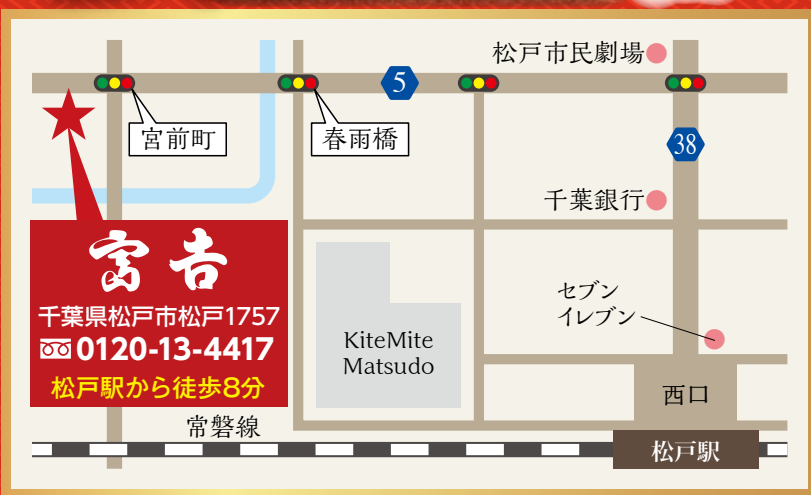 松戸市民劇場
5
宮前町
春雨橋
38
千葉銀行
富吉
千葉県松戸市松戸1757
0120-13-4417
松戸駅から徒歩8分
セブン
イレブン
KiteMite
Matsudo
西口
常磐線
松戸駅